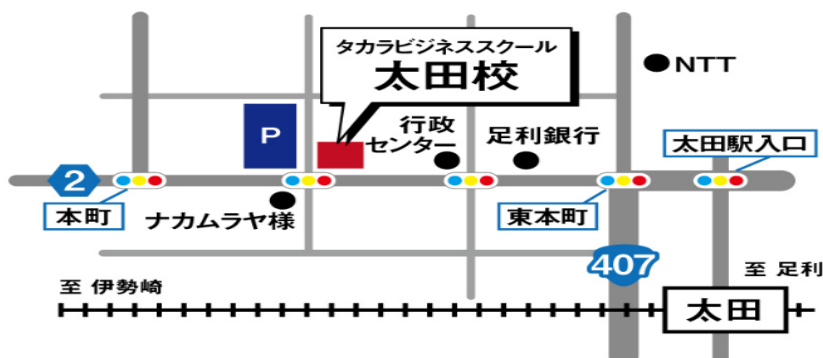 タカラビジネススクール
太田校
NTT
P
行政
センター
足利銀行
太田駅入口
2
本町
ナカムラヤ様
東本町
407
至 足利
至 伊勢崎
太田